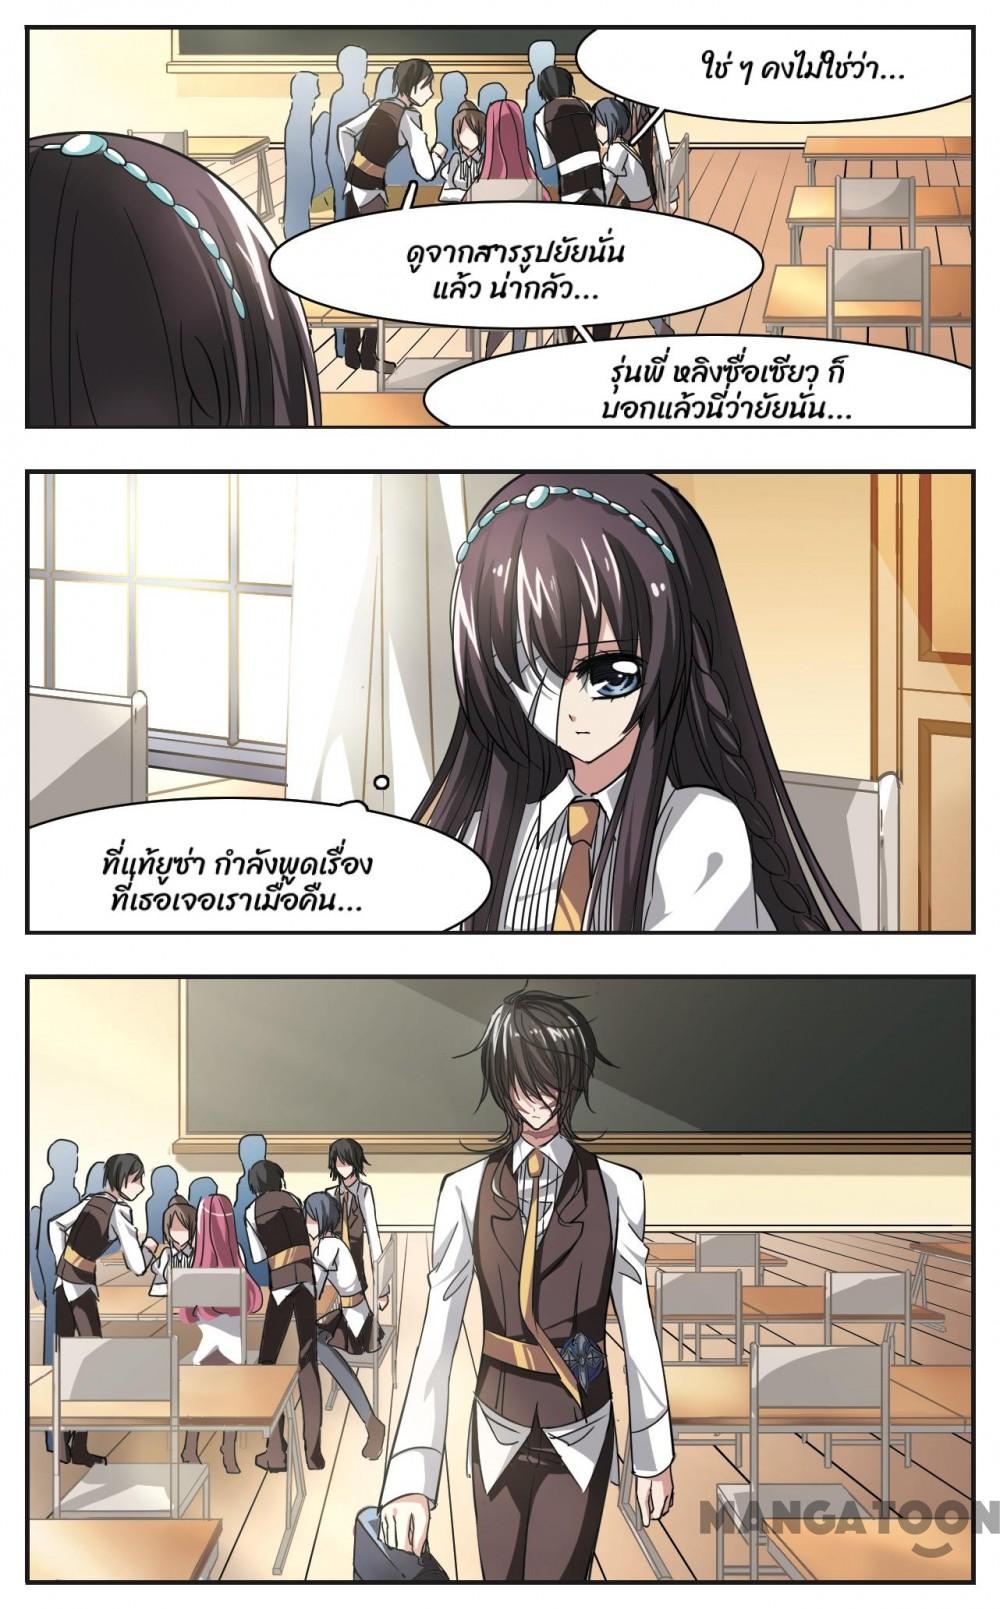 ใช่ ๆ คงไม่ใช่ว่า...
ดูจากสารรูปยัยนั่น
แล้ว น่ากลัว...
รุ่นพี่ หลิงซื่อเซียว ก็
บอกแล้วนี่ว่ายัยนั่น...
ที่แท้ยูซ่า กำลังพูดเรื่อง
ที่เธอเจอเราเมื่อคืน...
MANGATOON